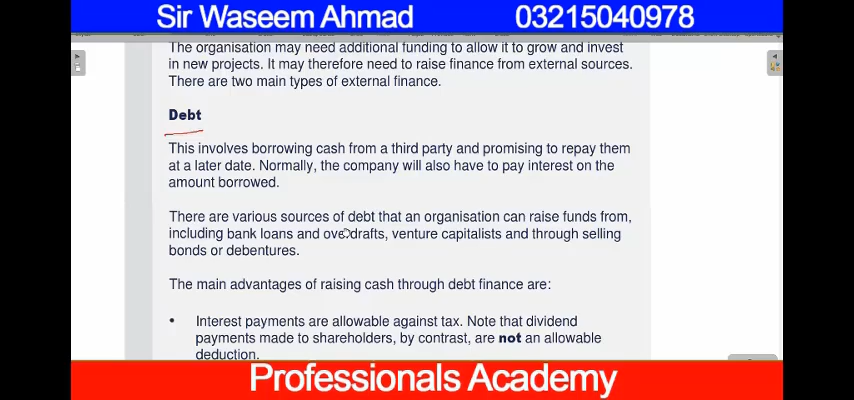 Sir Waseem Ahmad 03215040978
The organisation may need additional funding to allow it to grow and invest
in new projects. It may therefore need to raise finance from external sources.
There are two main types of external finance.
Debt
This involves borrowing cash from a third party and promising to repay them
at a later date. Normally, the company will also have to pay interest on the
amount borrowed.
There are various sources of debt that an organisation can raise funds from,
including bank loans and overdrafts, venture capitalists and through selling
bonds or debentures.
The main advantages of raising cash through debt finance are:
• Interest payments are allowable against tax. Note that dividend
payments made to shareholders, by contrast, are not an allowable
deduction.
Professionals Academy